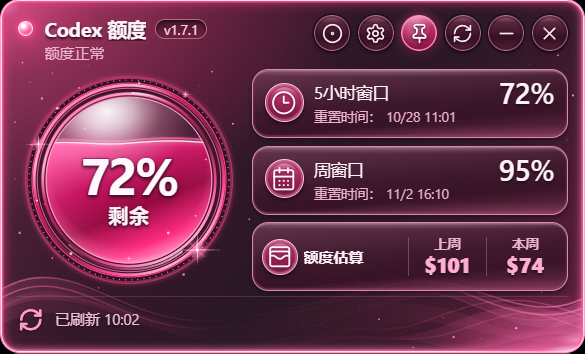 Codex 额度 v1.7.1
额度正常
72%
剩余
5小时窗口 72%
重置时间： 10/28 11:01
周窗口 95%
重置时间： 11/2 16:10
额度估算
上周 本周
$101 $74
已刷新 10:02